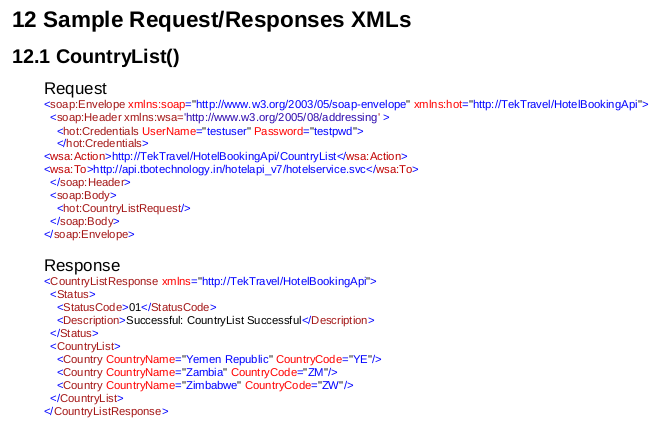 12 Sample Request/Responses XMLs
12.1 CountryList()
Request
<soap:Envelope xmlns:soap="http://www.w3.org/2003/05/soap-envelope" xmlns:hot="http://TekTravel/HotelBookingApi">
<soap:Header xmlns:wsa='http://www.w3.org/2005/08/addressing' >
<hot:Credentials UserName="testuser" Password="testpwd">
</hot:Credentials>
<wsa:Action>http://TekTravel/HotelBookingApi/CountryList</wsa:Action>
<wsa:To>http://api.tbotechnology.in/hotelapi_v7/hotelservice.svc</wsa:To>
</soap:Header>
<soap:Body>
<hot:CountryListRequest/>
</soap:Body>
</soap:Envelope>
Response
<CountryListResponse xmlns="http://TekTravel/HotelBookingApi">
<Status>
<StatusCode>01</StatusCode>
<Description>Successful: CountryList Successful</Description>
</Status>
<CountryList>
<Country CountryName="Yemen Republic" CountryCode="YE"/>
<Country CountryName="Zambia" CountryCode="ZM"/>
<Country CountryName="Zimbabwe" CountryCode="ZW"/>
</CountryList>
</CountryListResponse>